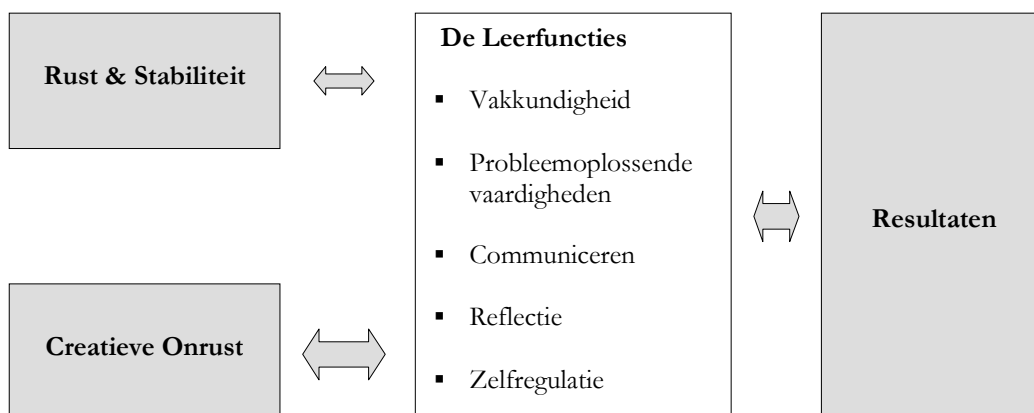 Rust & Stabiliteit
Creatieve Onrust
De Leerfuncties
▪ Vakkundigheid
▪ Probleemoplossende
vaardigheden
▪ Communiceren
▪ Reflectie
▪ Zelfregulatie
Resultaten